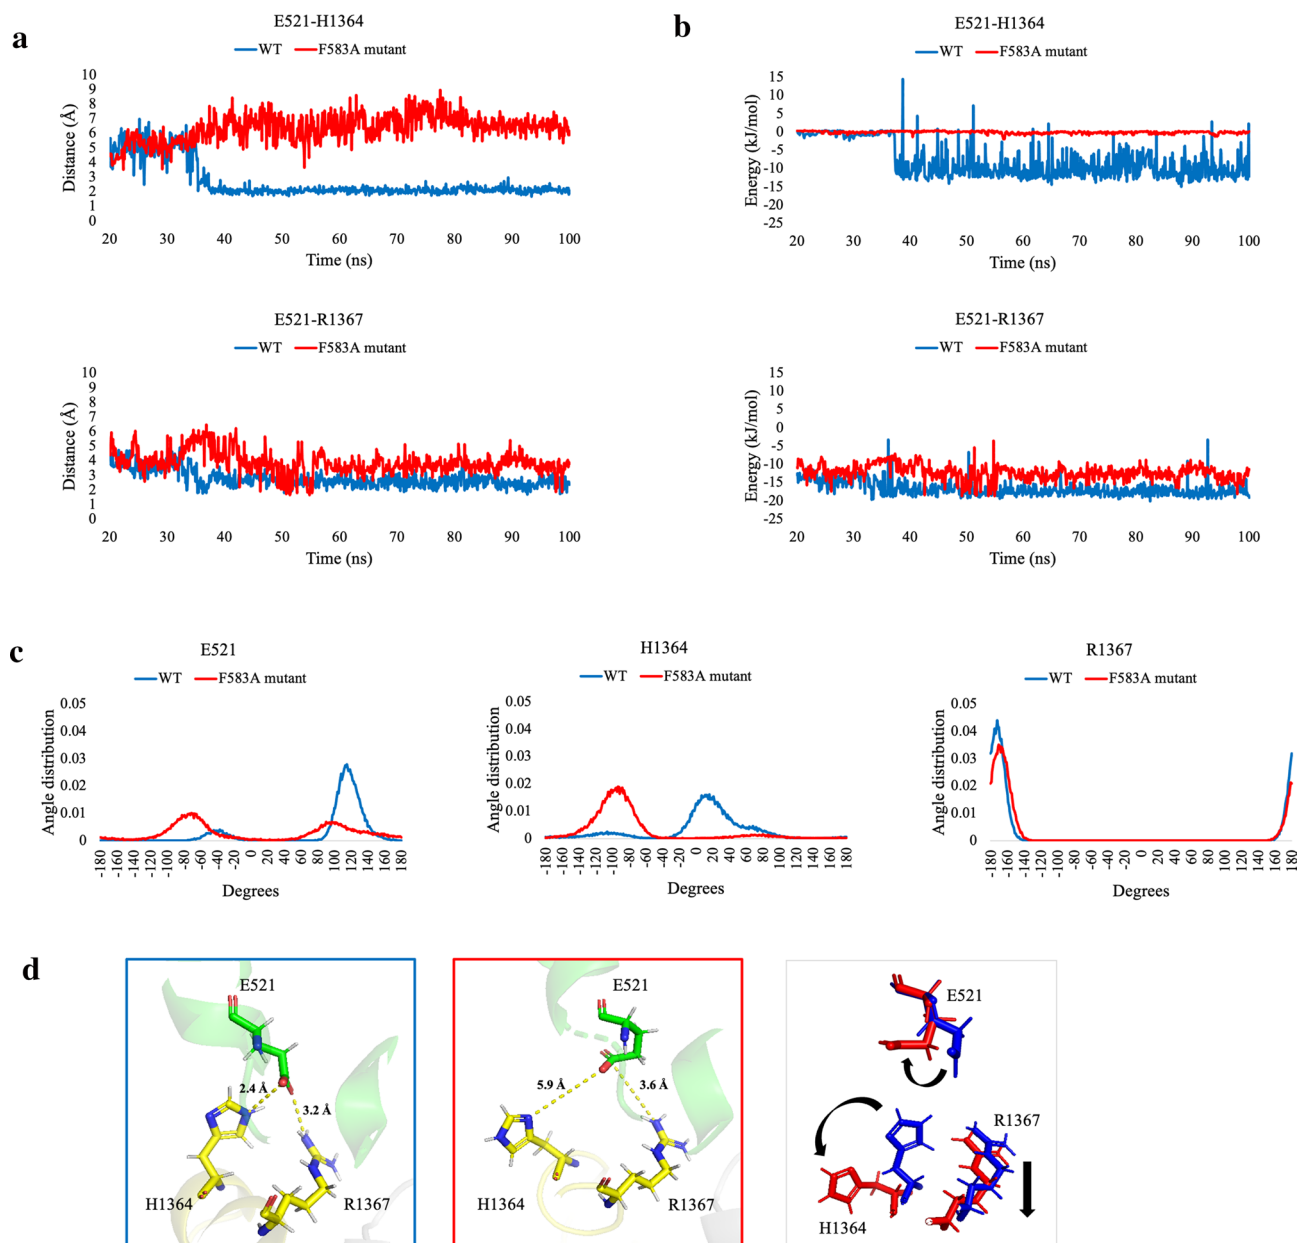 a
E521-H1364
WT F583A mutant
Distance (Å)
10
9
8
7
6
5
4
3
2
1
0
20 30 40 50 60 70 80 90 100
Time (ns)
E521-R1367
WT F583A mutant
Distance (Å)
10
9
8
7
6
5
4
3
2
1
0
20 30 40 50 60 70 80 90 100
Time (ns)
b
E521-H1364
WT F583A mutant
Energy (kJ/mol)
15
10
5
0
-5
-10
-15
-20
-25
20 30 40 50 60 70 80 90 100
Time (ns)
E521-R1367
WT F583A mutant
Energy (kJ/mol)
15
10
5
0
-5
-10
-15
-20
-25
20 30 40 50 60 70 80 90 100
Time (ns)
c
E521
WT F583A mutant
Angle distribution
0.05
0.04
0.03
0.02
0.01
0
-180 -160 -140 -120 -100 -80 -60 -40 -20 0 20 40 60 80 100 120 140 160 180
Degrees
H1364
WT F583A mutant
Angle distribution
0.05
0.04
0.03
0.02
0.01
0
-180 -160 -140 -120 -100 -80 -60 -40 -20 0 20 40 60 80 100 120 140 160 180
Degrees
R1367
WT F583A mutant
Angle distribution
0.05
0.04
0.03
0.02
0.01
0
-180 -160 -140 -120 -100 -80 -60 -40 -20 0 20 40 60 80 100 120 140 160 180
Degrees
d
E521
2.4 Å
3.2 Å
H1364
R1367
E521
5.9 Å
3.6 Å
H1364
R1367
E521
R1367
H1364